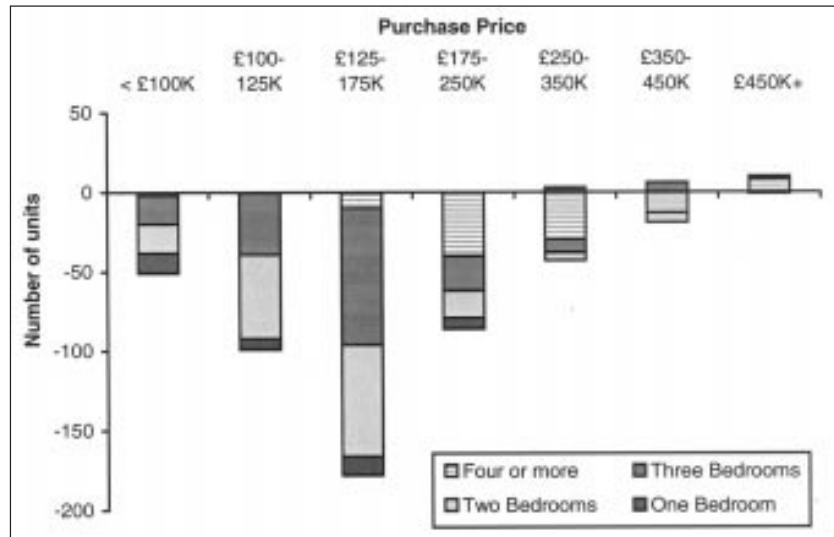 Purchase Price
< £100K
£100-
125K
£125-
175K
£175-
250K
£250-
350K
£350-
450K
£450K+
Number of units
50
0
-50
-100
-150
-200
Four or more
Three Bedrooms
Two Bedrooms
One Bedroom